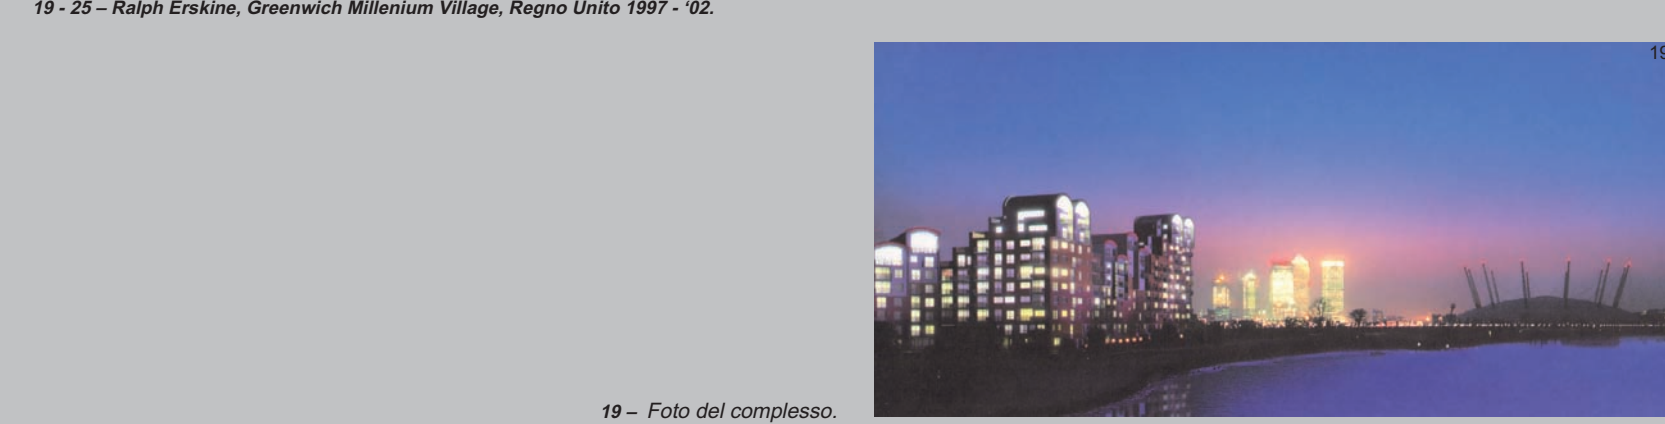 19 - 25 – Ralph Erskine, Greenwich Millenium Village, Regno Unito 1997 - ‘02.
19
19 – Foto del complesso.